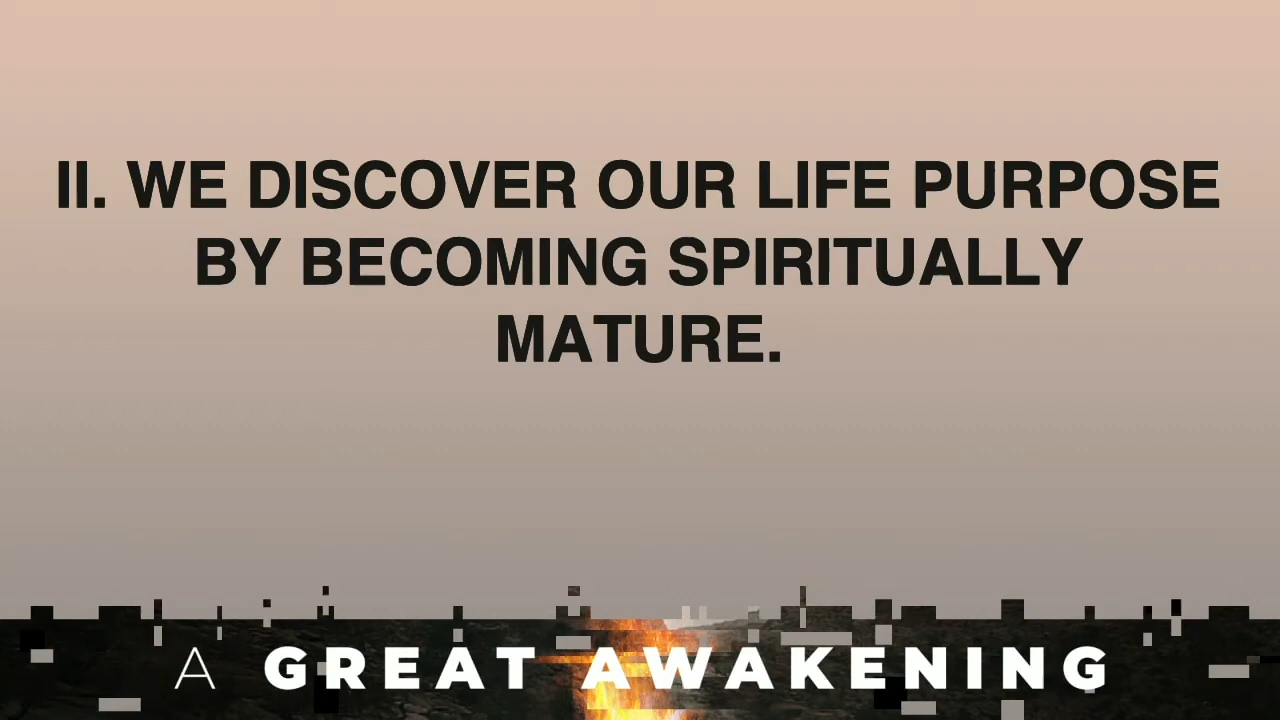 II. WE DISCOVER OUR LIFE PURPOSE
BY BECOMING SPIRITUALLY
MATURE.
A GREAT AWAKENING